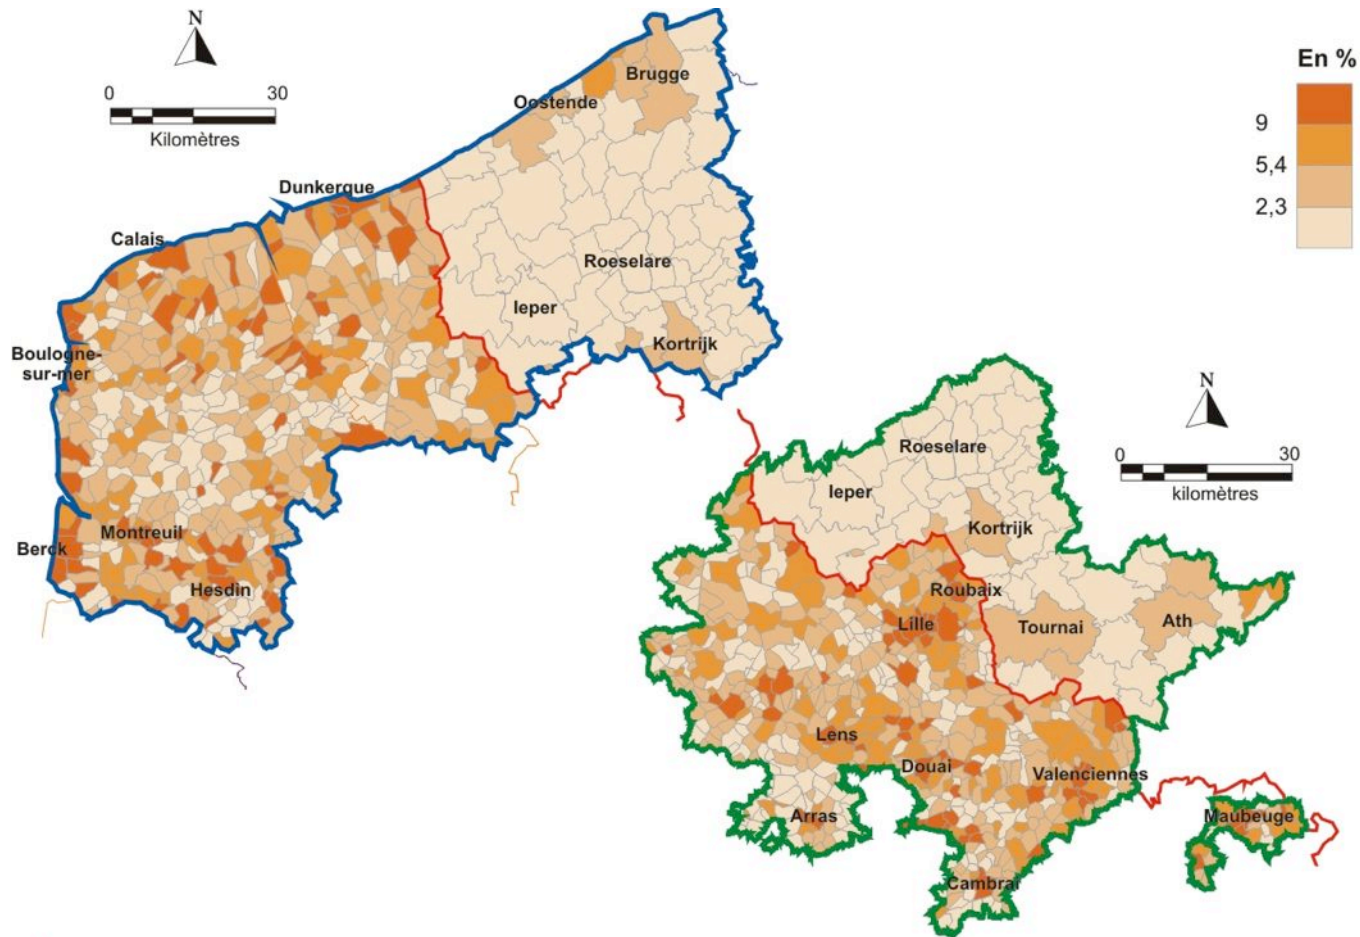 N
0 30
Kilomètres
En %
9
5,4
2,3
Brugge
Oostende
Dunkerque
Calais
Roeselare
Ieper
Kortrijk
Boulogne-
sur-mer
Montreuil
Berck
Hesdin
N
0 30
kilomètres
Roeselare
Ieper
Kortrijk
Roubaix
Lille
Tournai
Ath
Lens
Douai
Valenciennes
Arras
Maubeuge
Cambrai